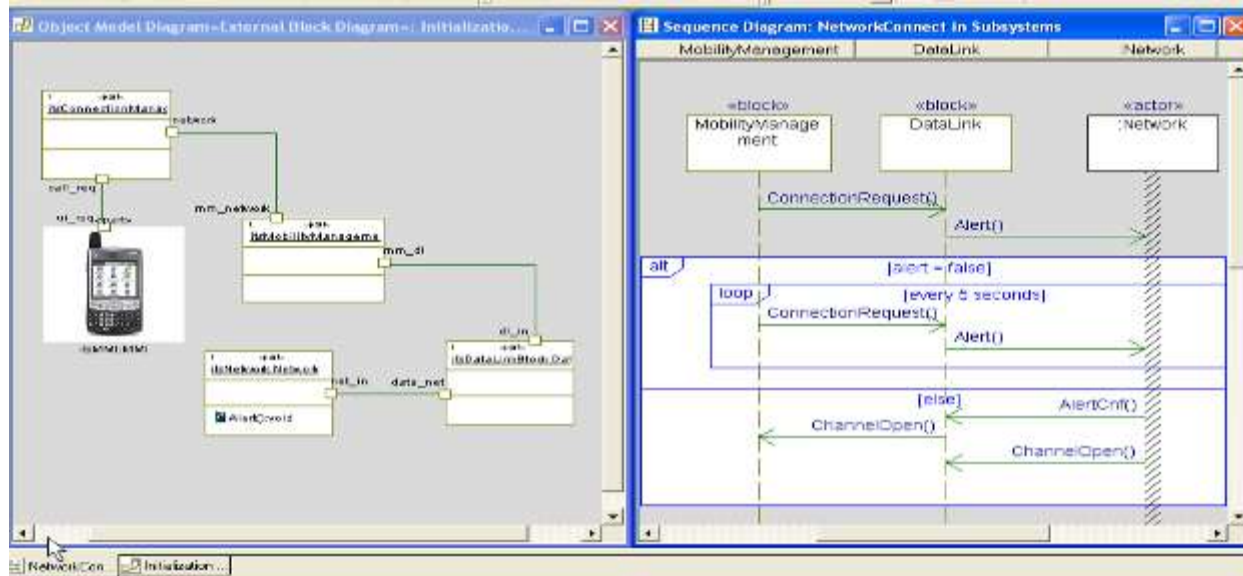 Object Model Diagram=External Block Diagram=: Initializatio...
network
call_req
mm_network
mm_dl
dl_in
net_in
data_net
Alert():void
Sequence Diagram: NetworkConnect in Subsystems
MobilityManagement
DataLink
Network
«block»
MobilityManage
ment
«block»
DataLink
«actor»
:Network
ConnectionRequest()
Alert()
alt
[alert = false]
loop
[every 5 seconds]
ConnectionRequest()
Alert()
[else]
AlertCnf()
ChannelOpen()
ChannelOpen()
NetworkCon
Initialization ...